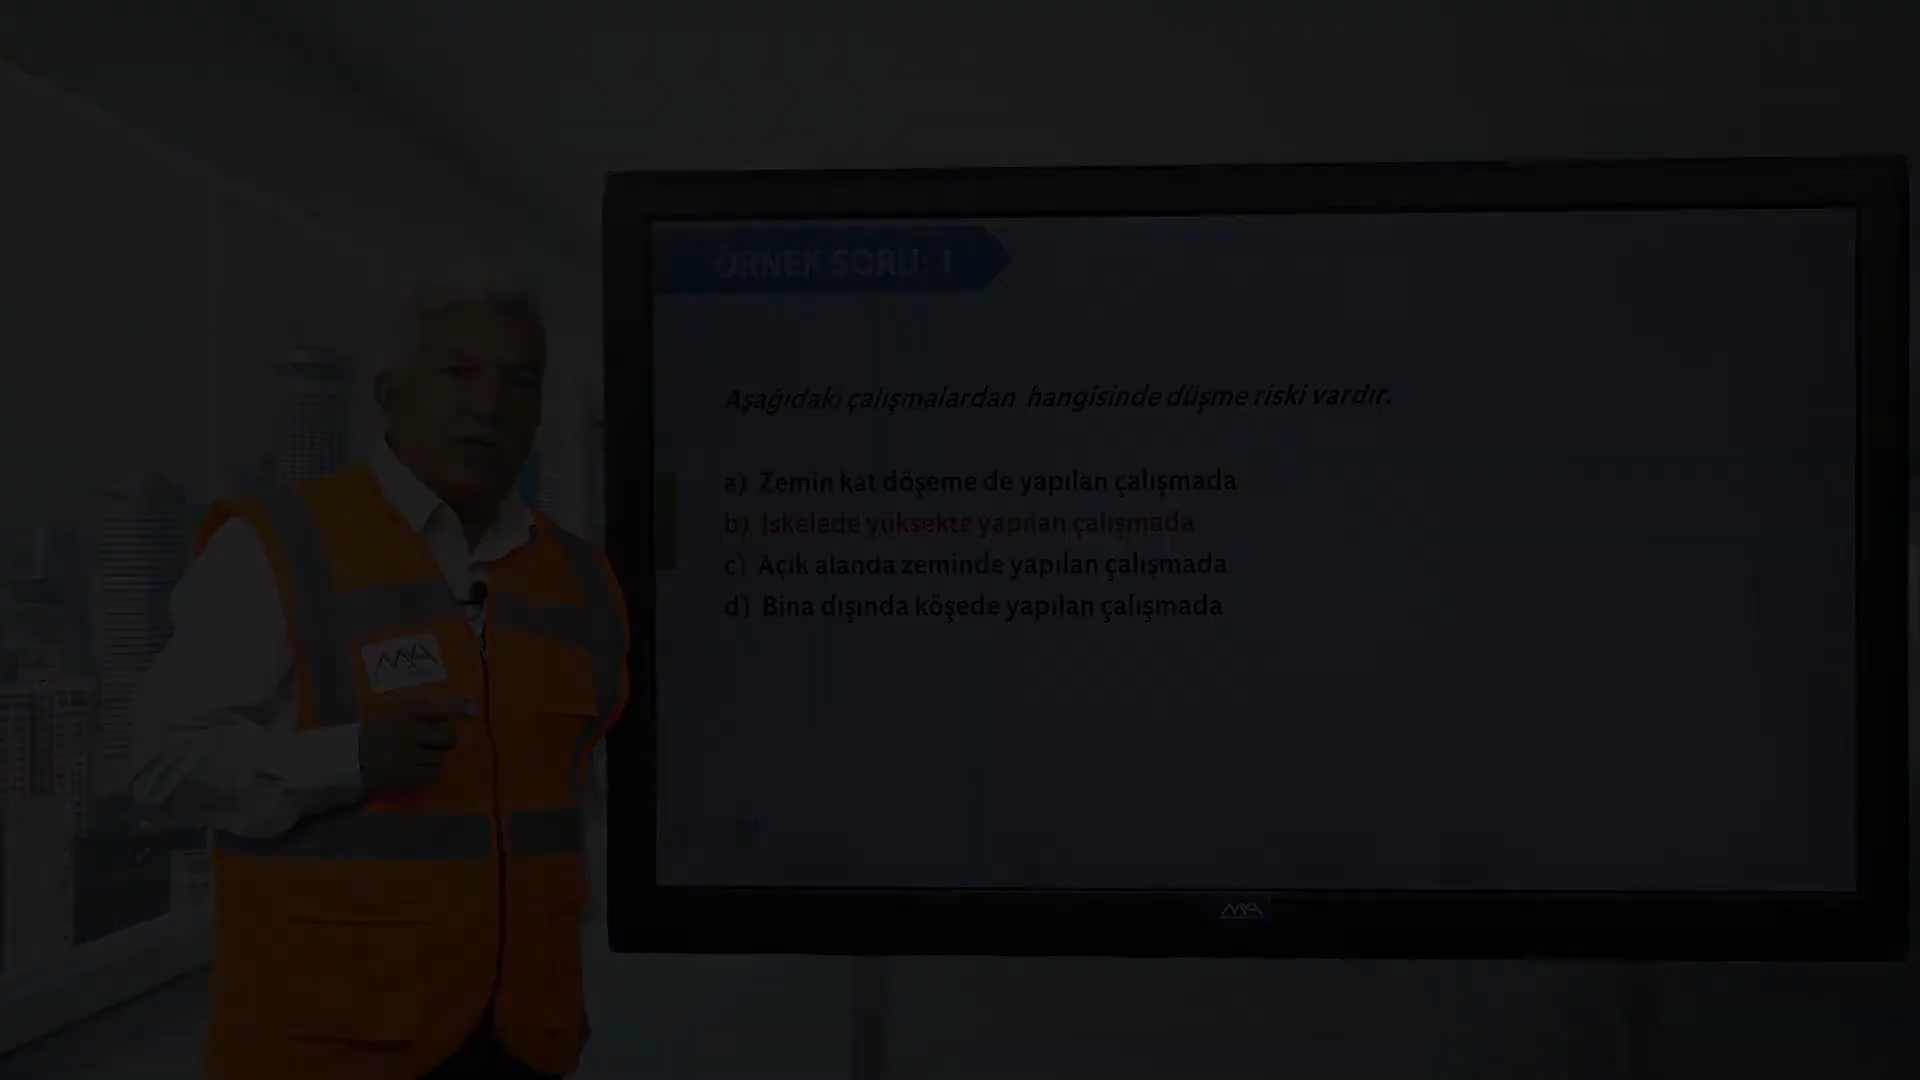 ÖRNEK SORU 1
Aşağıdaki çalışmalardan hangisinde düşme riski vardır.
a) Zemin kat döşeme de yapılan çalışmada
b) İskelede yüksekte yapılan çalışmada
c) Açık alanda zeminde yapılan çalışmada
d) Bina dışında köşede yapılan çalışmada